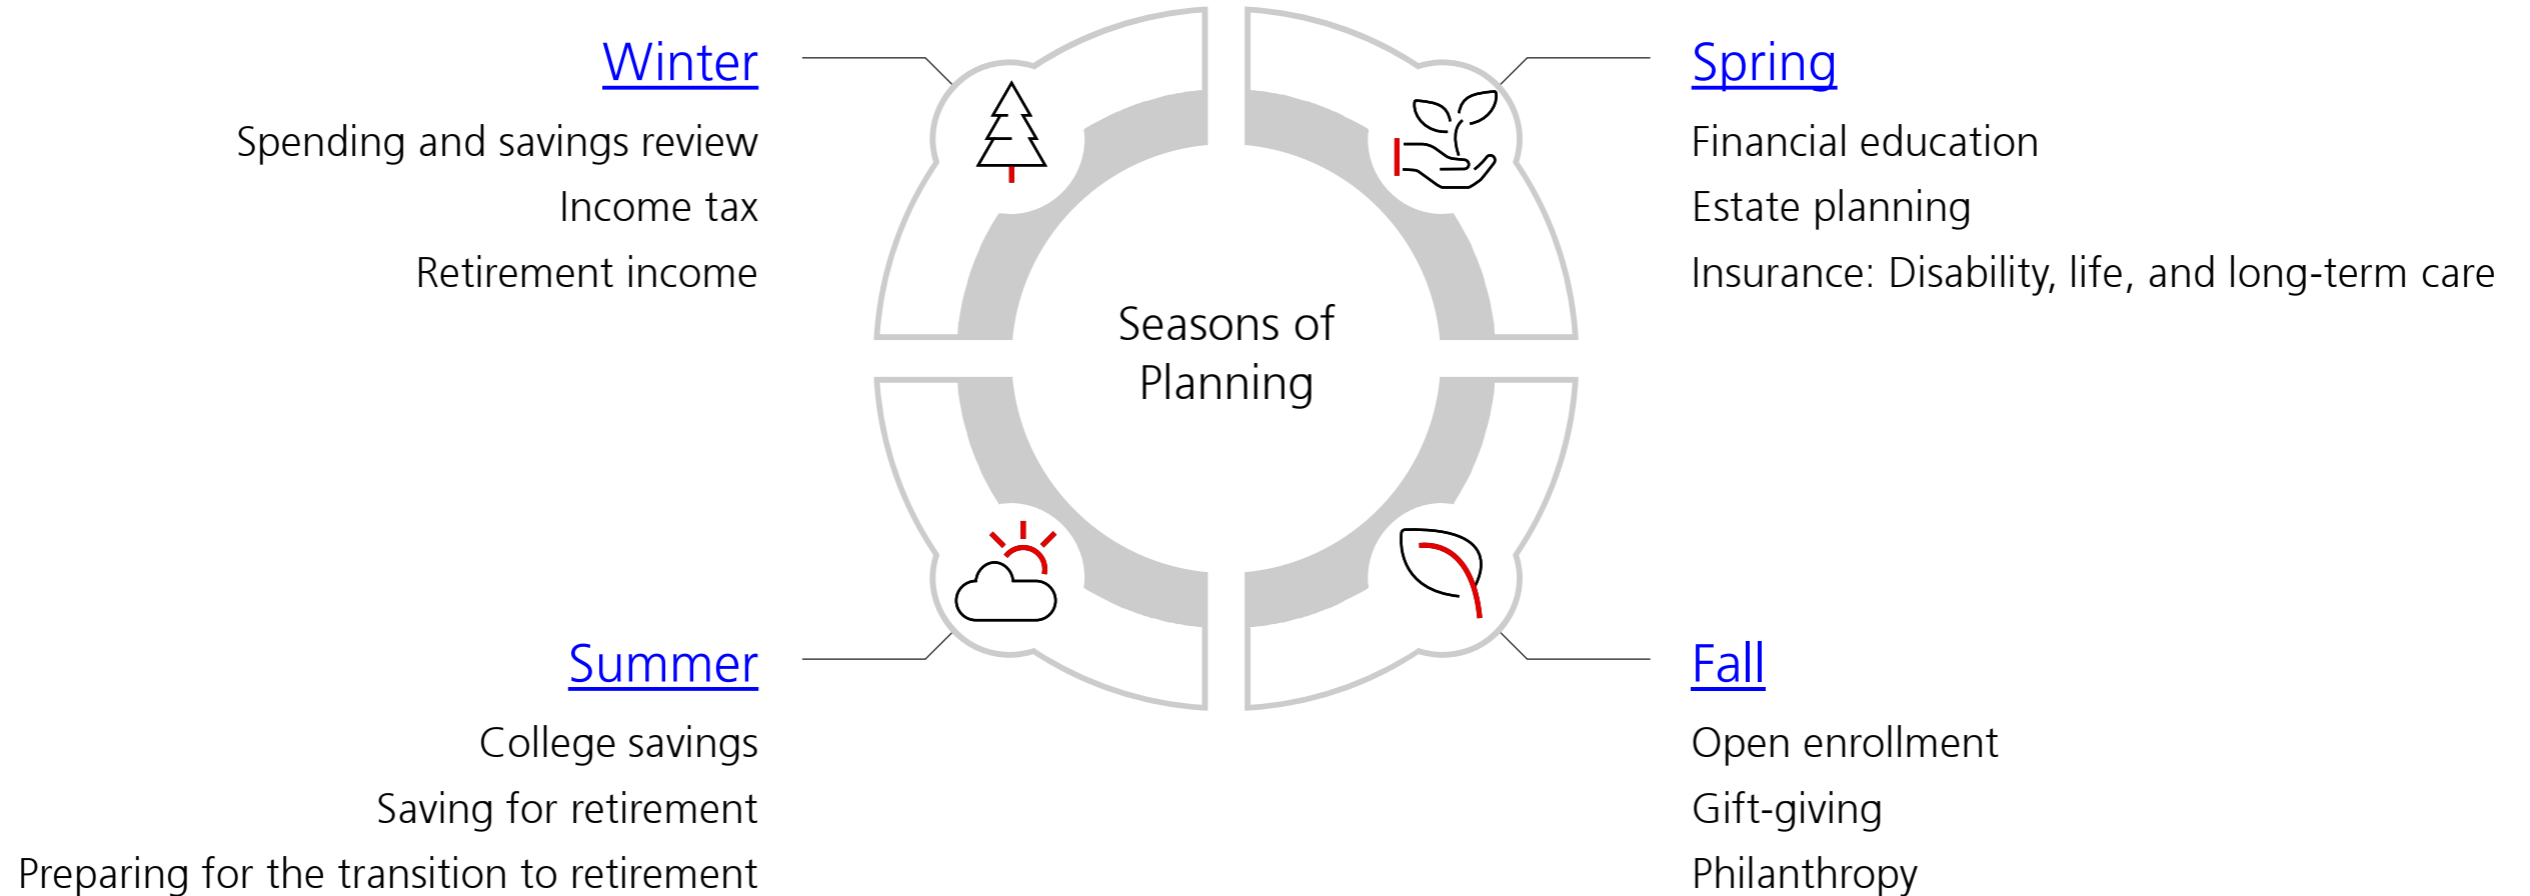 Winter
Spending and savings review
Income tax
Retirement income
Spring
Financial education
Estate planning
Insurance: Disability, life, and long-term care
Seasons of
Planning
Summer
College savings
Saving for retirement
Preparing for the transition to retirement
Fall
Open enrollment
Gift-giving
Philanthropy